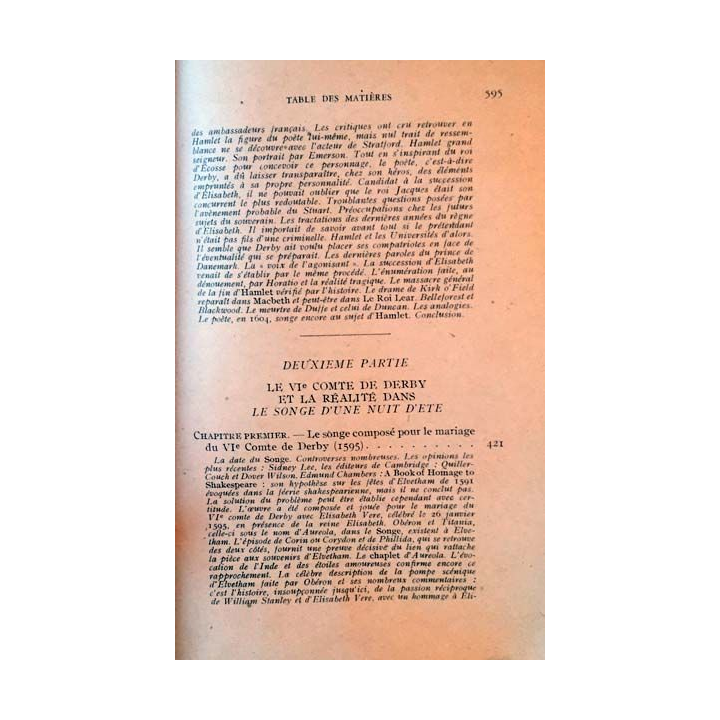 TABLE DES MATIÈRES 595
des ambassadeurs français. Les critiques ont cru retrouver en
Hamlet la figure du poète lui-même, mais nul trait de ressem-
blance ne se découvre avec l'acteur de Stratford. Hamlet grand
seigneur. Son portrait par Emerson. Tout en s'inspirant du roi
d'Écosse pour concevoir ce personnage, le poète, c'est-à-dire
Derby, a dû laisser transparaître, chez son héros, des éléments
empruntés à sa propre personnalité. Candidat à la succession
d'Élisabeth, il ne pouvait oublier que le roi Jacques était son
concurrent le plus redoutable. Troublantes questions posées par
l'avènement probable du Stuart. Préoccupations chez les futurs
sujets du souverain. Les tractations des dernières années du règne
d'Elisabeth. Il importait de savoir avant tout si le prétendant
n'était pas fils d'une criminelle. Hamlet et les Universités d'alors.
Il semble que Derby ait voulu placer ses compatriotes en face de
l'éventualité qui se préparait. Les dernières paroles du prince de
Danemark. La « voix de l'agonisant ». La succession d'Elisabeth
venait de s'établir par le même procédé. L'énumération faite, au
dénouement, par Horatio et la réalité tragique. Le massacre général
de la fin d'Hamlet vérifié par l'histoire. Le drame de Kirk o'Field
reparaît dans Macbeth et peut-être dans Le Roi Lear. Belleforest et
Blackwood. Le meurtre de Duffe et celui de Duncan. Les analogies.
Le poète, en 1604, songe encore au sujet d'Hamlet. Conclusion.
DEUXIEME PARTIE
LE VIe COMTE DE DERBY
ET LA RÉALITÉ DANS
LE SONGE D'UNE NUIT D'ETE
CHAPITRE PREMIER. — Le songe composé pour le mariage
du VIe Comte de Derby (1595) . . . . . . . . . . 421
La date du Songe. Controverses nombreuses. Les opinions les
plus récentes : Sidney Lee, les éditeurs de Cambridge : Quiller-
Couch et Dover Wilson. Edmund Chambers : A Book of Homage to
Shakespeare : son hypothèse sur les fêtes d'Elvetham de 1591
évoquées dans la féerie shakespearienne, mais il ne conclut pas.
La solution du problème peut être établie cependant avec cer-
titude. L'œuvre a été composée et jouée pour le mariage du
VIe comte de Derby avec Elisabeth Vere, célébré le 26 janvier
1595, en présence de la reine Elisabeth. Obéron et Titania,
celle-ci sous le nom d'Aureola, dans le Songe, existent à Elve-
tham. L'épisode de Corin ou Corydon et de Phillida, qui se retrouve
des deux côtés, fournit une preuve décisive du lien qui rattache
la pièce aux souvenirs d'Elvetham. Le chaplet d'Aureola. L'évo-
cation de l'Inde et des étoiles amoureuses confirme encore ce
rapprochement. La célèbre description de la pompe scénique
d'Elvetham faite par Obéron et ses nombreux commentaires :
c'est l'histoire, insoupçonnée jusqu'ici, de la passion réciproque
de William Stanley et d'Elisabeth Vere, avec un hommage à Eli-